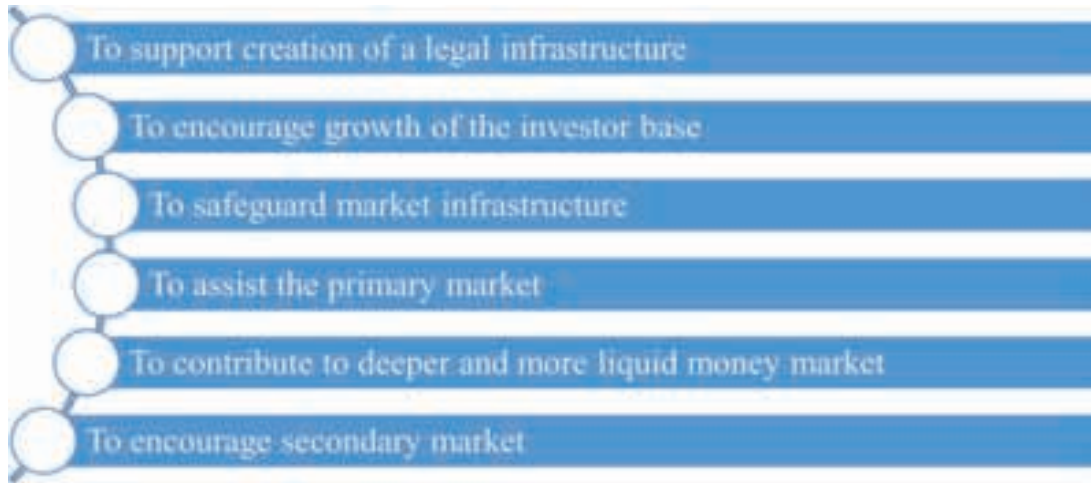 To support creation of a legal infrastructure
To encourage growth of the investor base
To safeguard market infrastructure
To assist the primary market
To contribute to deeper and more liquid money market
To encourage secondary market